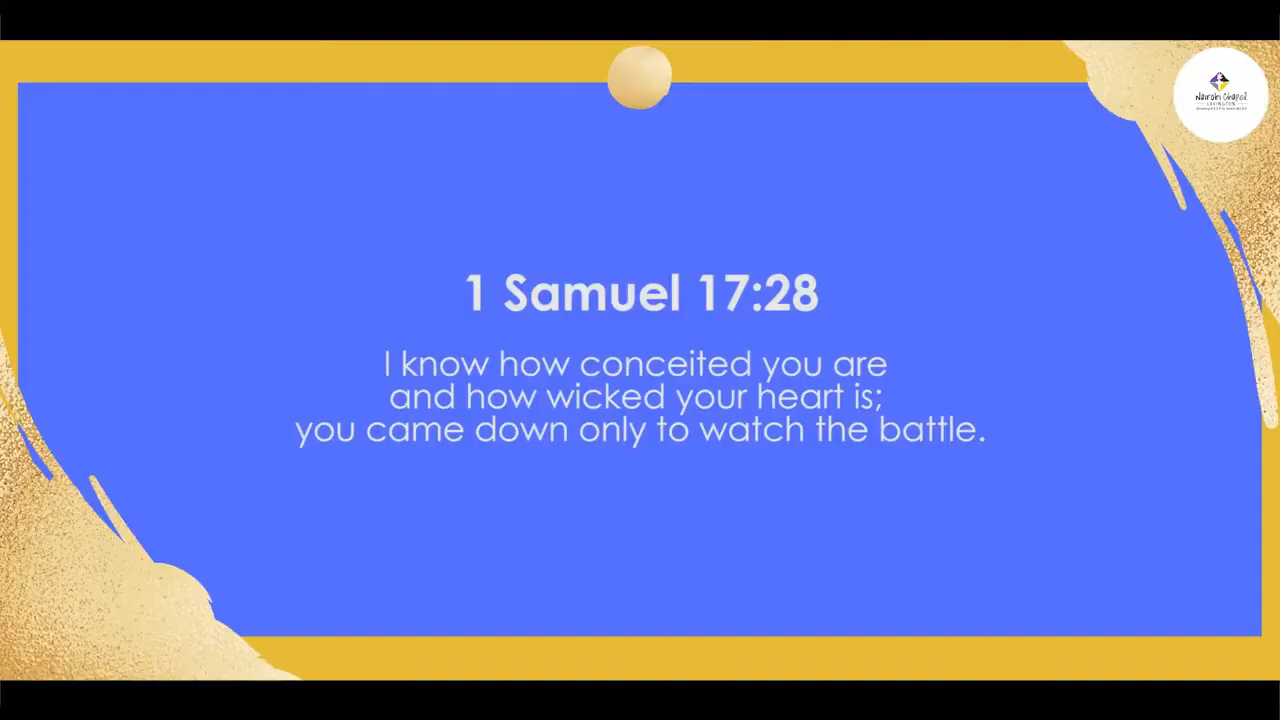 Nairobi Chapel
LAVINGTON
1 Samuel 17:28
I know how conceited you are
and how wicked your heart is;
you came down only to watch the battle.